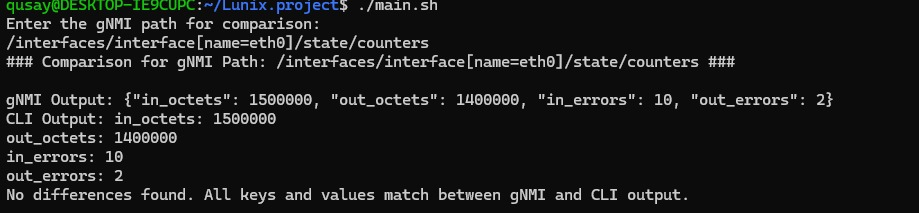 qusay@DESKTOP-IE9CUPC:~/Lunix.project$ ./main.sh
Enter the gNMI path for comparison:
/interfaces/interface[name=eth0]/state/counters
### Comparison for gNMI Path: /interfaces/interface[name=eth0]/state/counters ###
gNMI Output: {"in_octets": 1500000, "out_octets": 1400000, "in_errors": 10, "out_errors": 2}
CLI Output: in_octets: 1500000
out_octets: 1400000
in_errors: 10
out_errors: 2
No differences found. All keys and values match between gNMI and CLI output.